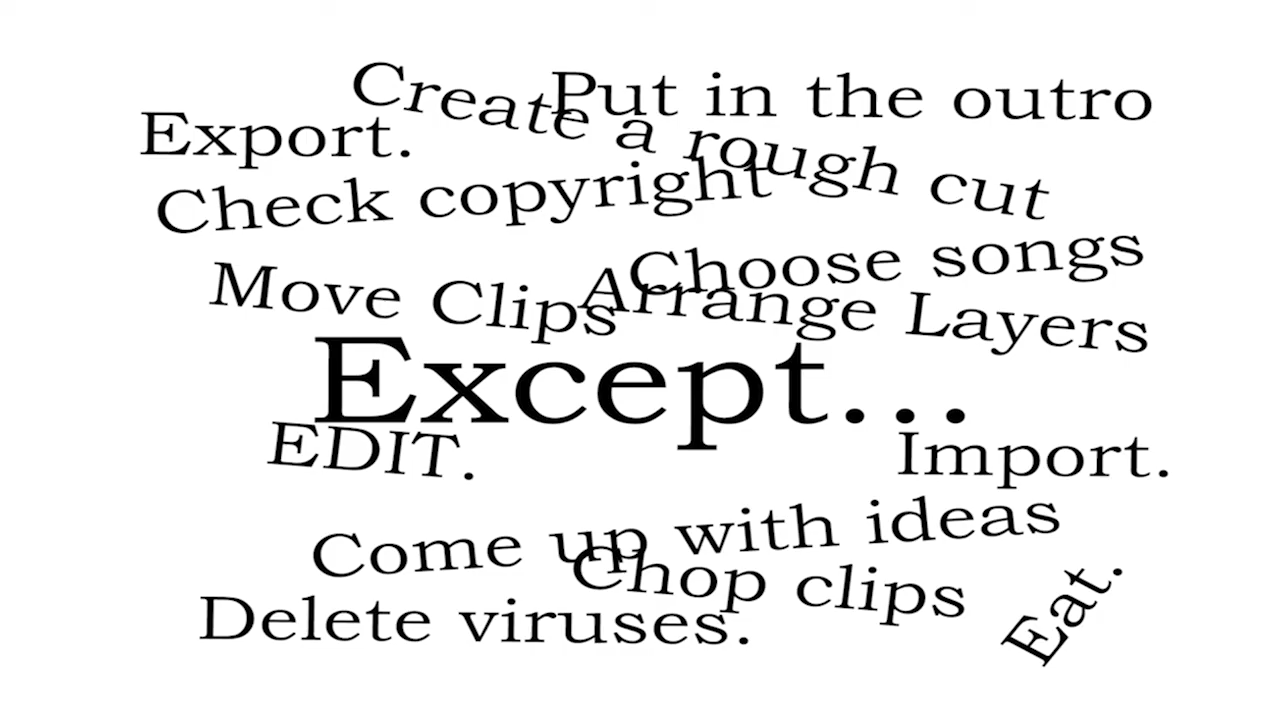 Create a rough cut
Put in the outro
Export.
Check copyright
Choose songs
Move Clips
Arrange Layers
Except...
EDIT.
Import.
Come up with ideas
Chop clips
Delete viruses.
Eat.